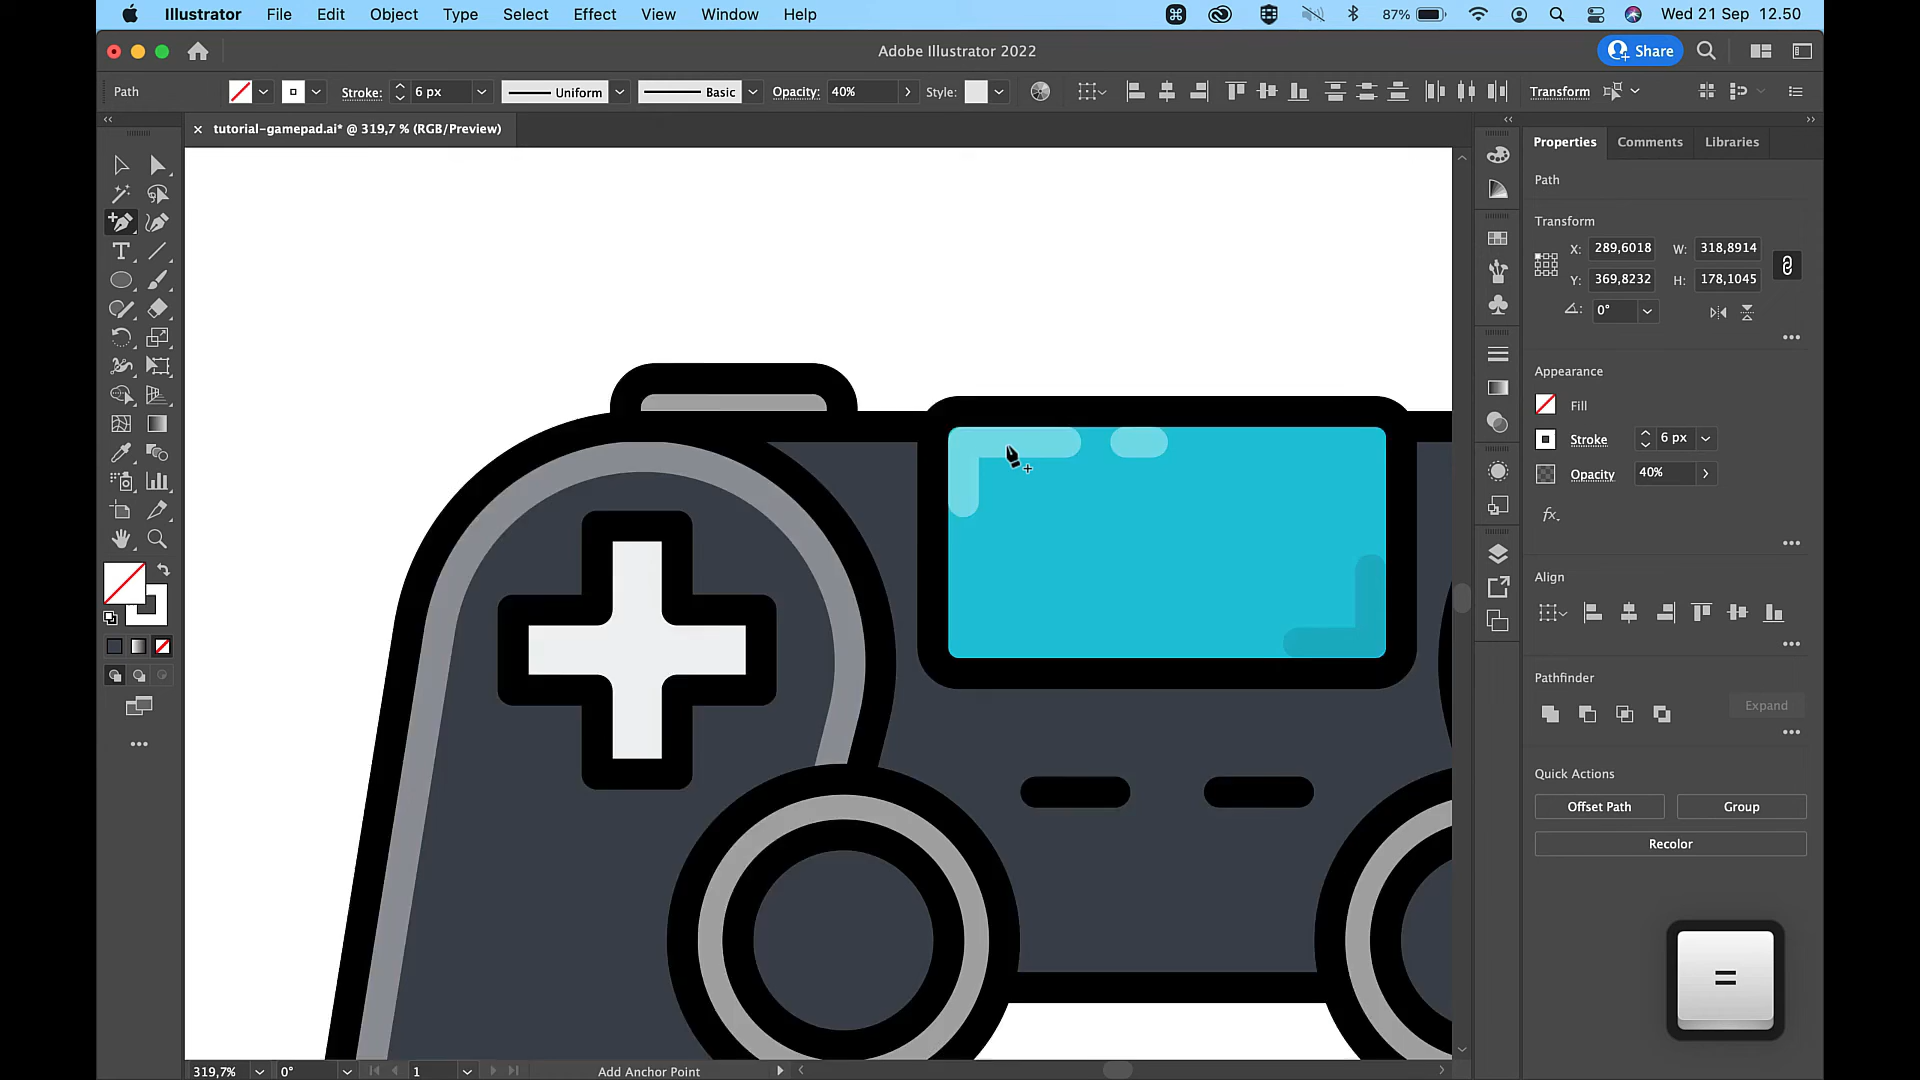 Illustrator File Edit Object Type Select Effect View Window Help 87% Wed 21 Sep 12.50
Adobe Illustrator 2022 Share
Path Stroke: 6 px Uniform Basic Opacity: 40% Style: Transform
× tutorial-gamepad.ai* @ 319,7 % (RGB/Preview)
Properties Comments Libraries
Path
Transform
X: 289,6018 W: 318,8914
Y: 369,8232 H: 178,1045
0°
Appearance
Fill
Stroke 6 px
Opacity 40%
fx
Align
Pathfinder
Expand
Quick Actions
Offset Path Group
Recolor
=
319,7% 0° 1 Add Anchor Point